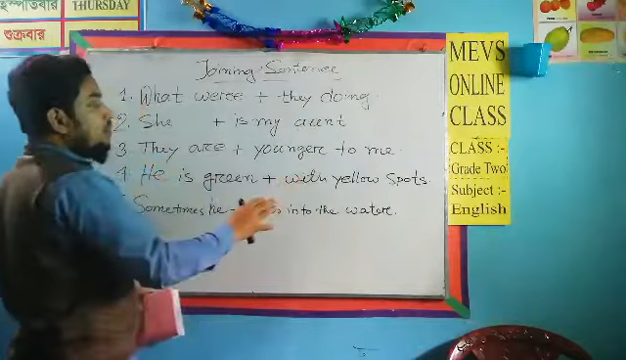 THURSDAY
শুক্রবার
Joining Sentence
1. What were + they doing.
2. She + is my aunt
3 They are + younger to me.
4. He is green + with yellow spots.
Sometimes he into the water.
MEVS
ONLINE
CLASS
CLASS :-
Grade Two
Subject :-
English